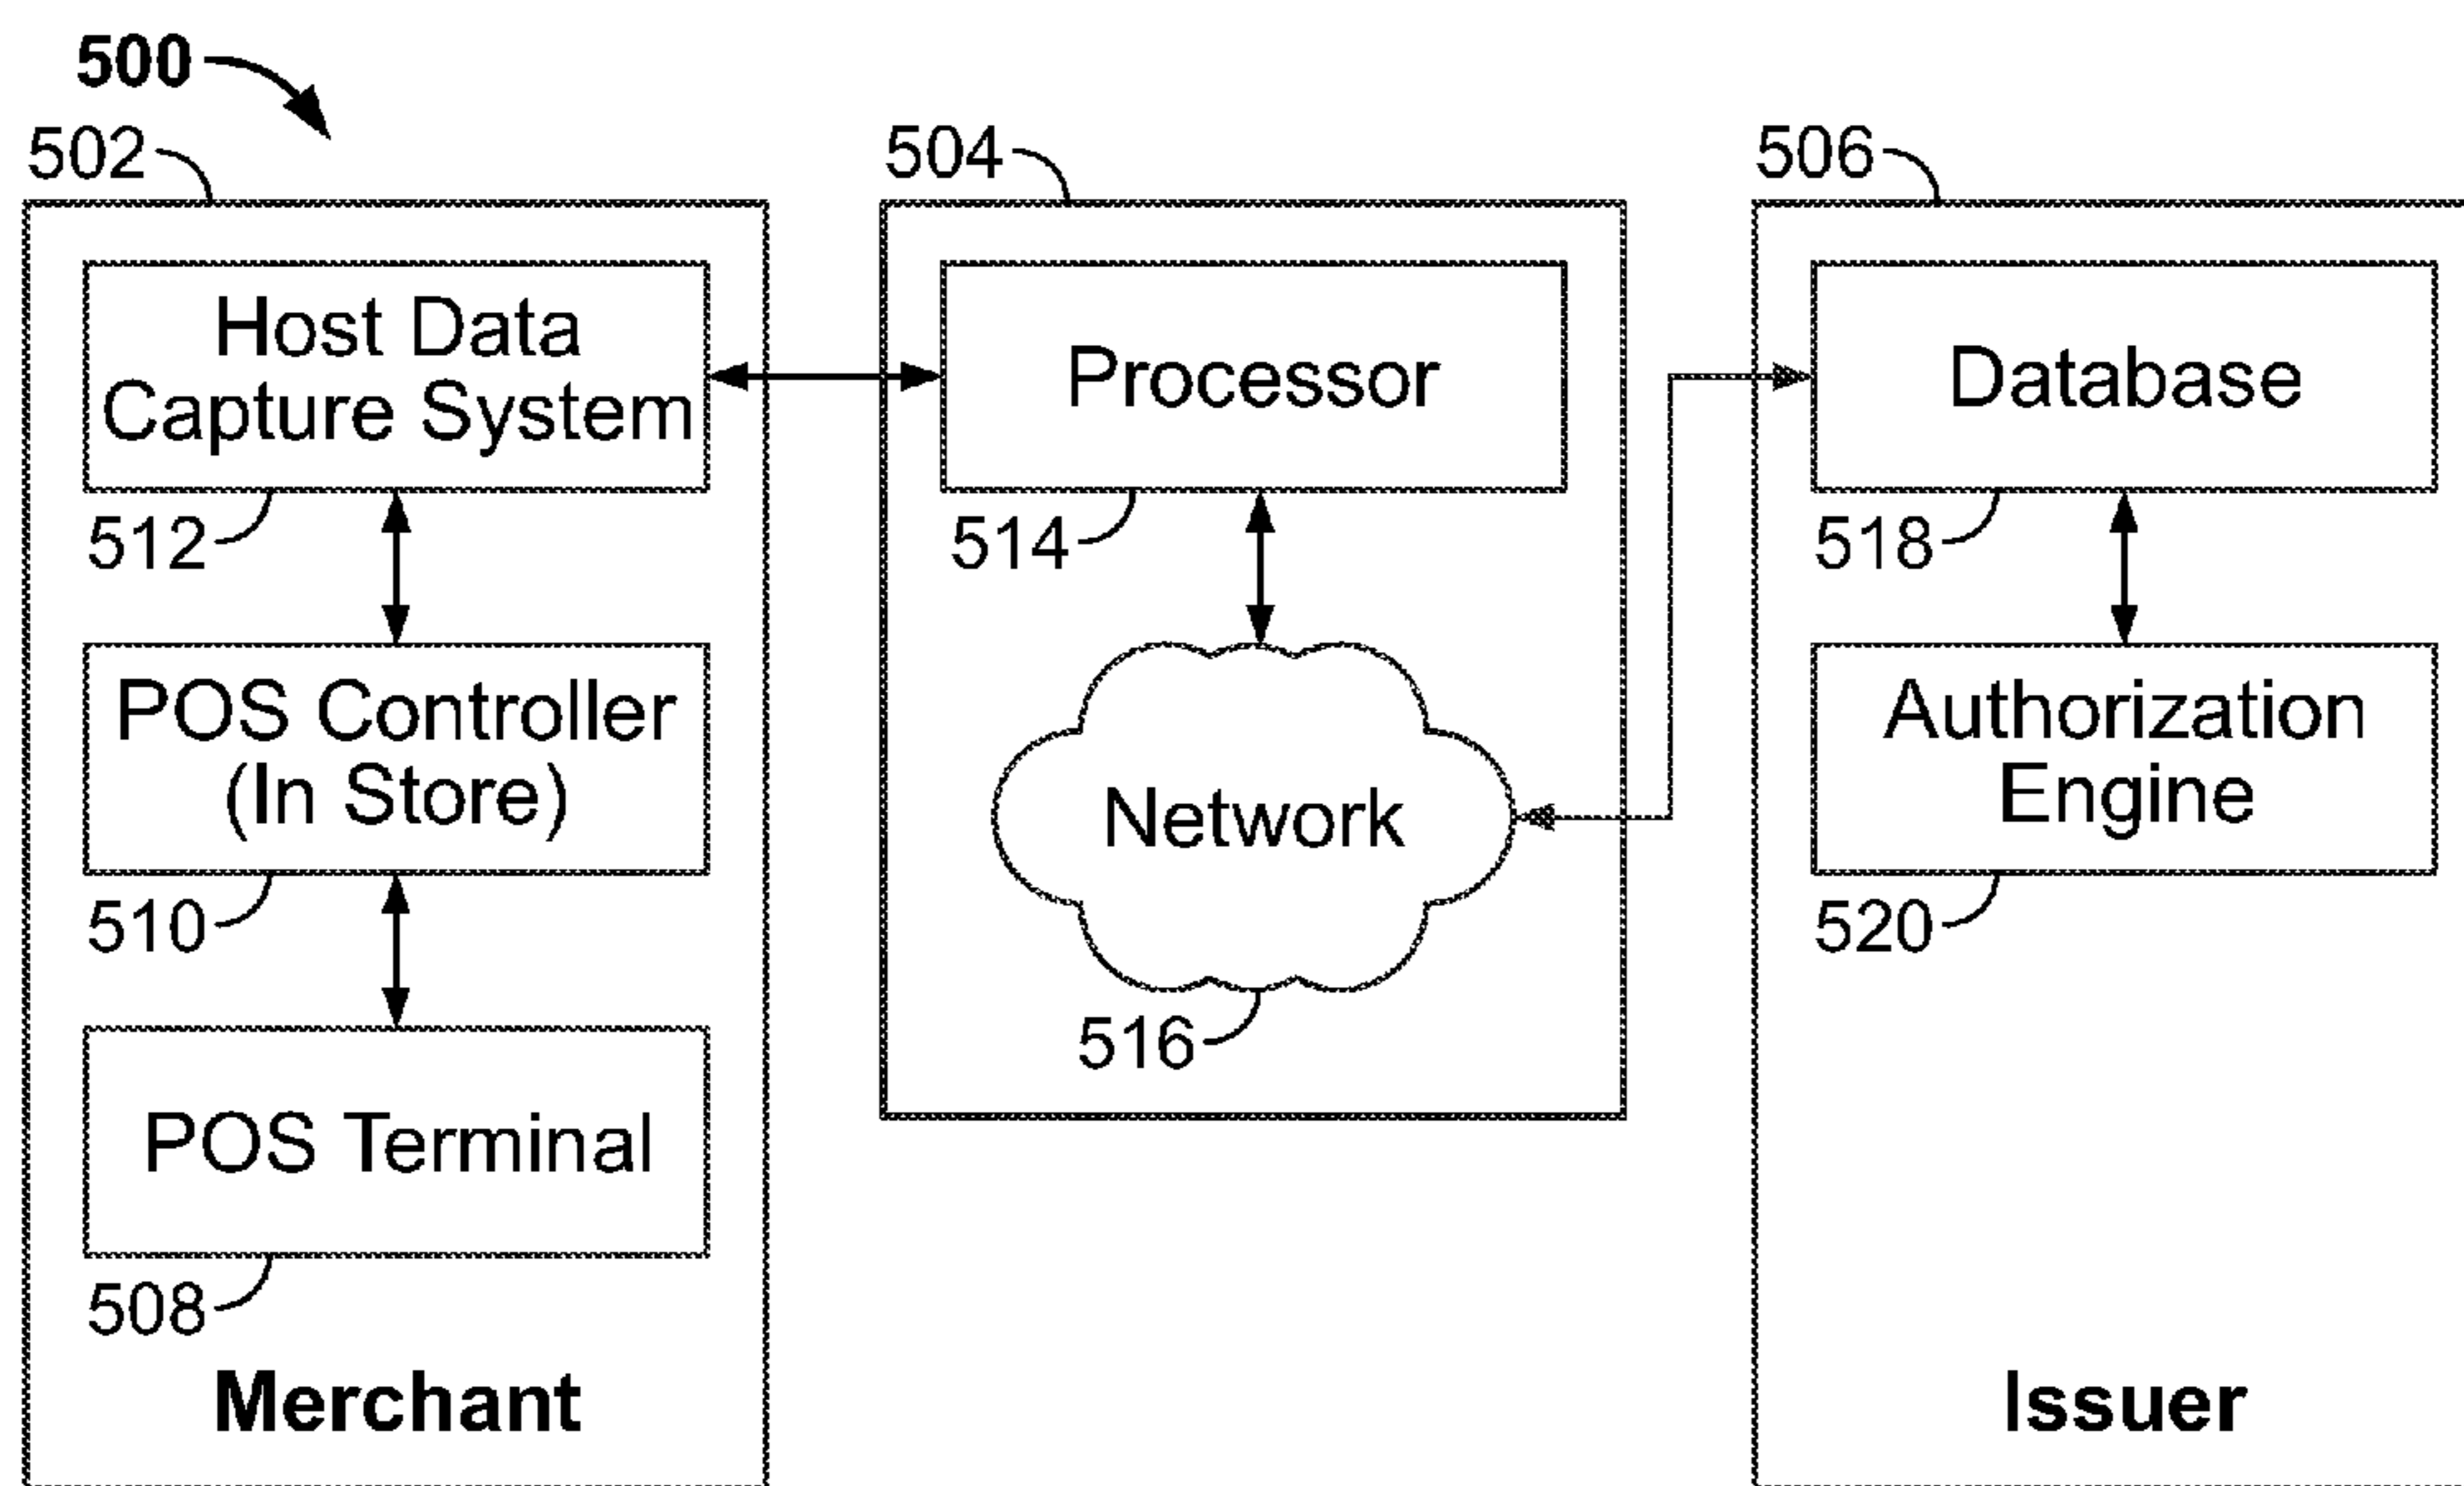 500
502
504
506
Host Data
Capture System
Processor
Database
512
514
518
POS Controller
(In Store)
Network
Authorization
Engine
510
516
520
POS Terminal
508
Merchant
Issuer